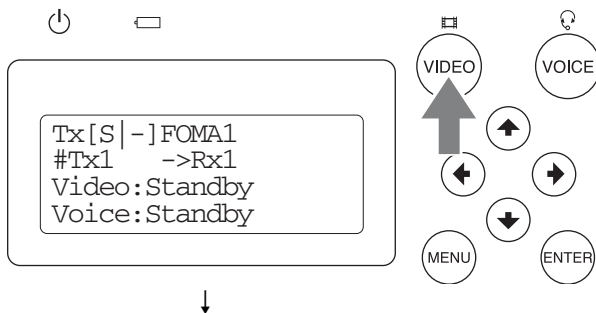 VIDEO
VOICE
Tx[S|-]FOMA1
#Tx1 ->Rx1
Video:Standby
Voice:Standby
MENU
ENTER